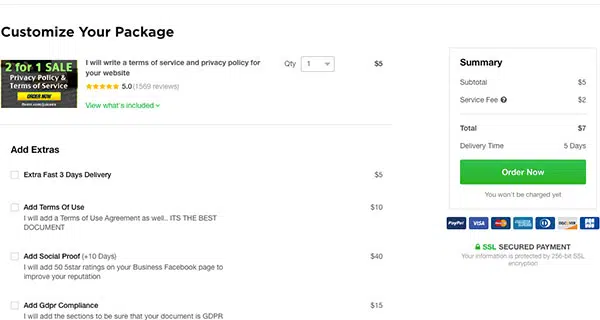 Customize Your Package
2 for 1 SALE
Privacy Policy &
Terms of Service
ORDER NOW
I will write a terms of service and privacy policy for
your website
5.0 (1569 reviews)
View what's included
Qty 1 $5
Add Extras
Extra Fast 3 Days Delivery $5
Add Terms Of Use $10
I will add a Terms of Use Agreement as well.. ITS THE BEST
DOCUMENT
Add Social Proof (+10 Days) $40
I will add 50 5star ratings on your Business Facebook page to
improve your reputation
Add Gdpr Compliance $15
I will add the sections to be sure that your document is GDPR
Summary
Subtotal $5
Service Fee ? $2
Total $7
Delivery Time 5 Days
Order Now
You won't be charged yet.
PayPal VISA DISCOVER JCB
SSL SECURED PAYMENT
Your information is protected by 256-bit SSL
encryption